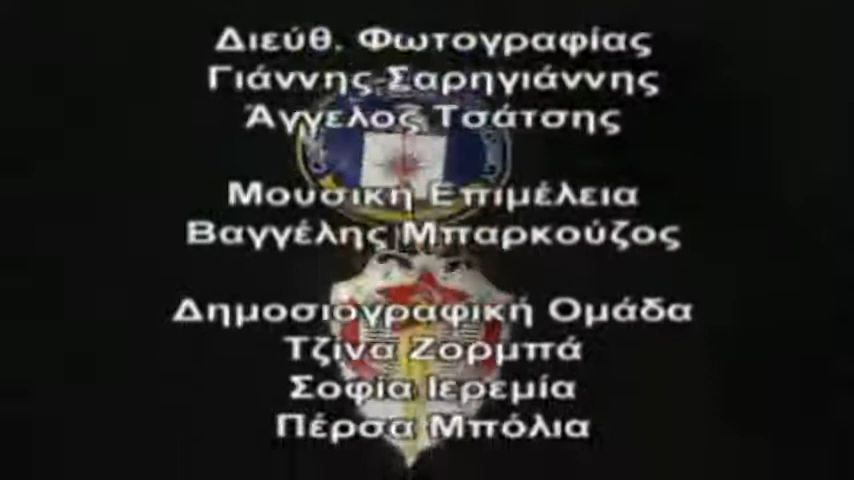 Διεύθ. Φωτογραφίας
Γιάννης Σαρηγιάννης
Άγγελος Τσάτσης
Μουσική Επιμέλεια
Βαγγέλης Μπαρκούζος
Δημοσιογραφική Ομάδα
Τζίνα Ζορμπά
Σοφία Ιερεμία
Πέρσα Μπόλια